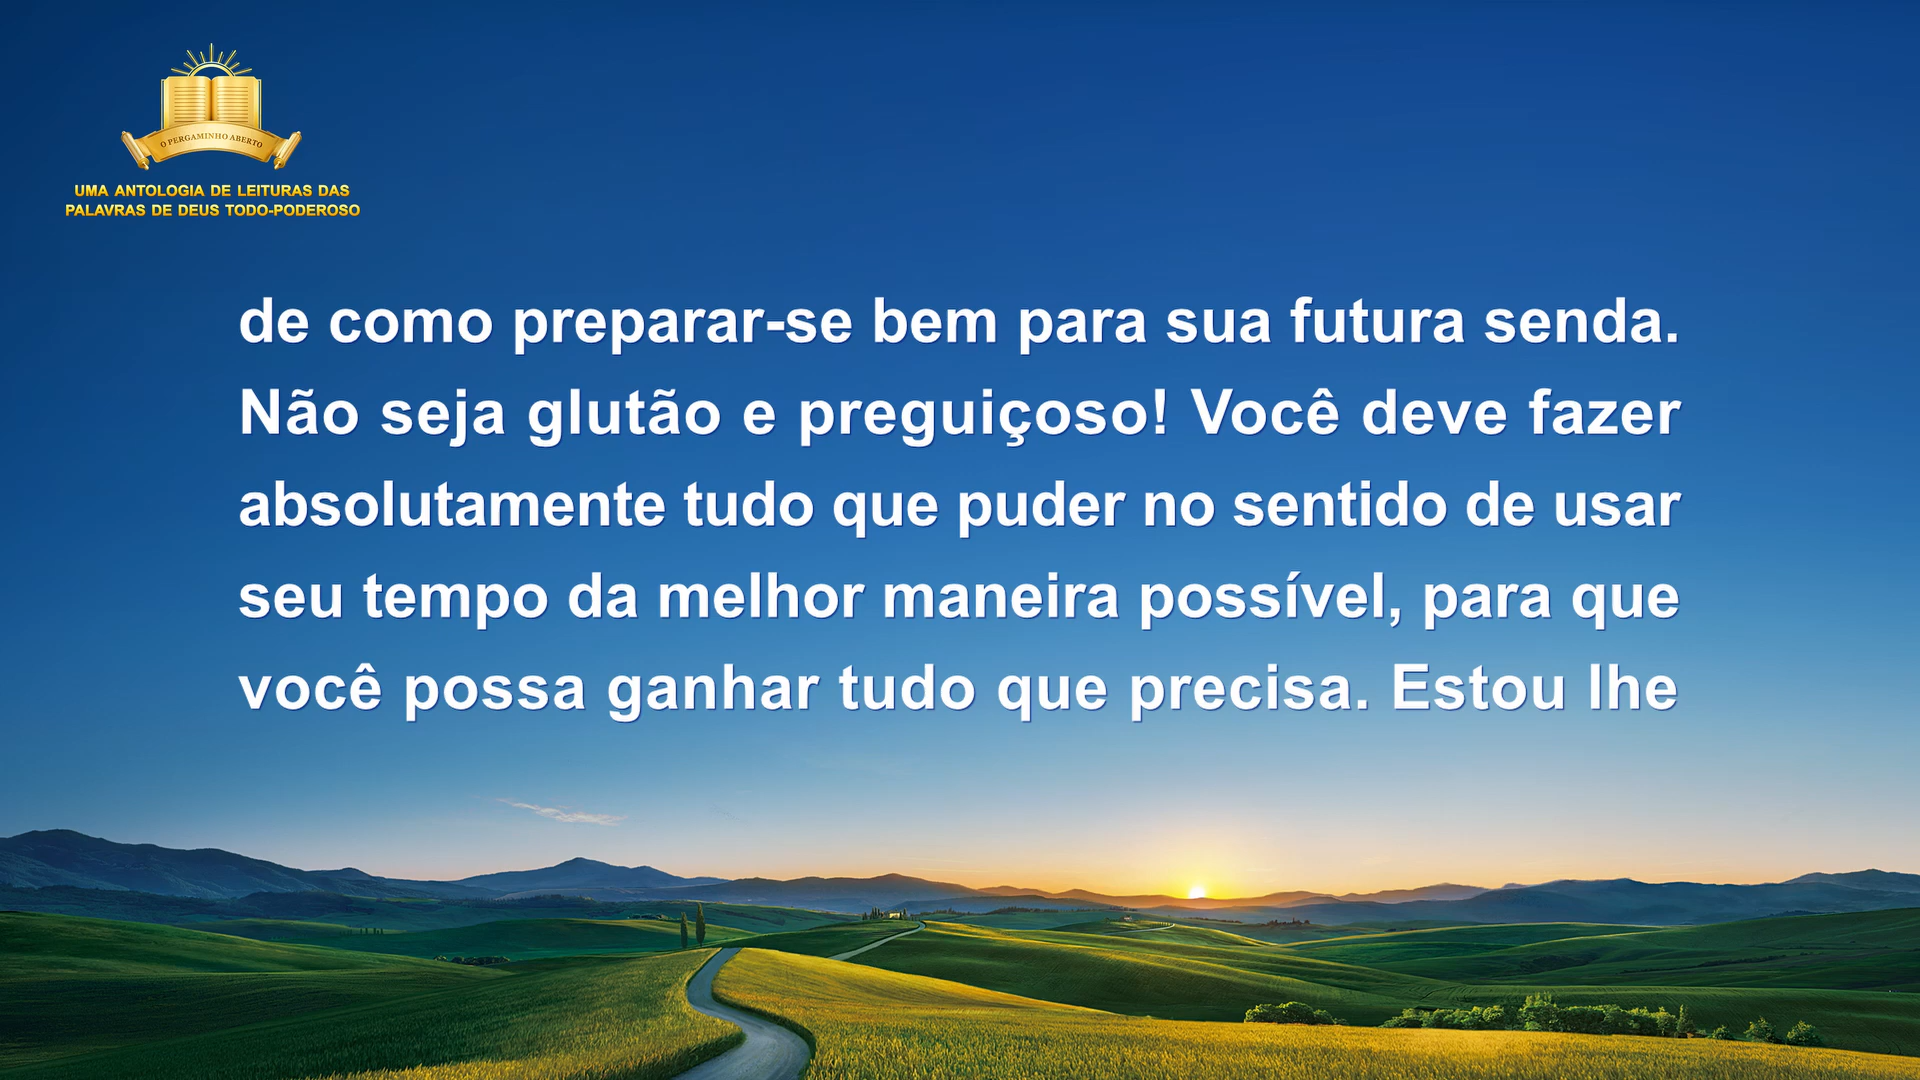 O PERGAMINHO ABERTO
UMA ANTOLOGIA DE LEITURAS DAS
PALAVRAS DE DEUS TODO-PODEROSO
de como preparar-se bem para sua futura senda.
Não seja glutão e preguiçoso! Você deve fazer
absolutamente tudo que puder no sentido de usar
seu tempo da melhor maneira possível, para que
você possa ganhar tudo que precisa. Estou lhe